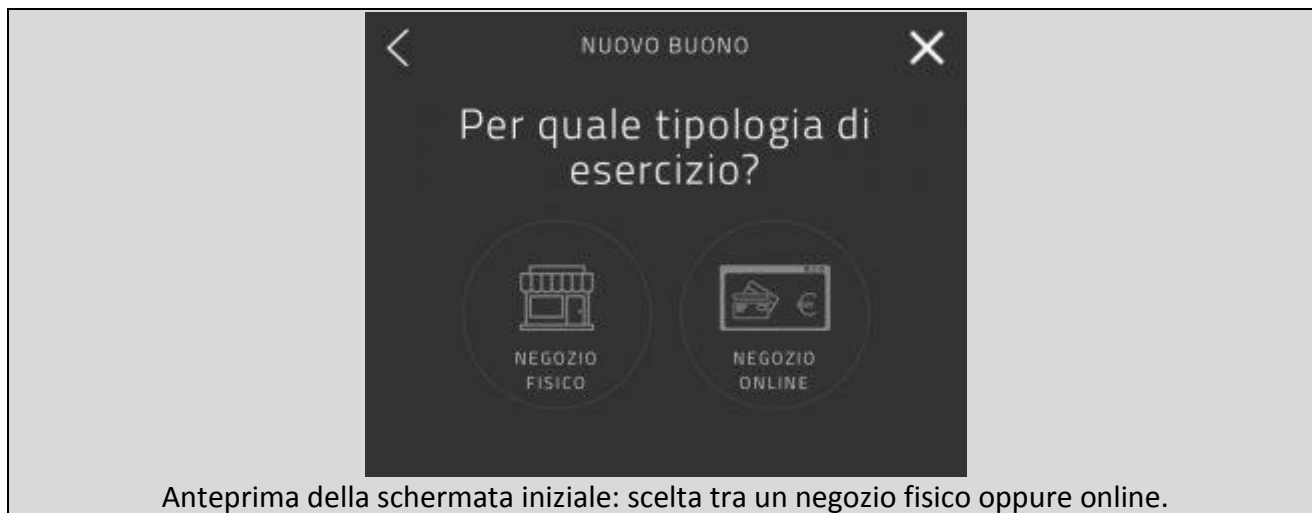 NUOVO BUONO
Per quale tipologia di
esercizio?
NEGOZIO
FISICO
NEGOZIO
ONLINE
Anteprima della schermata iniziale: scelta tra un negozio fisico oppure online.